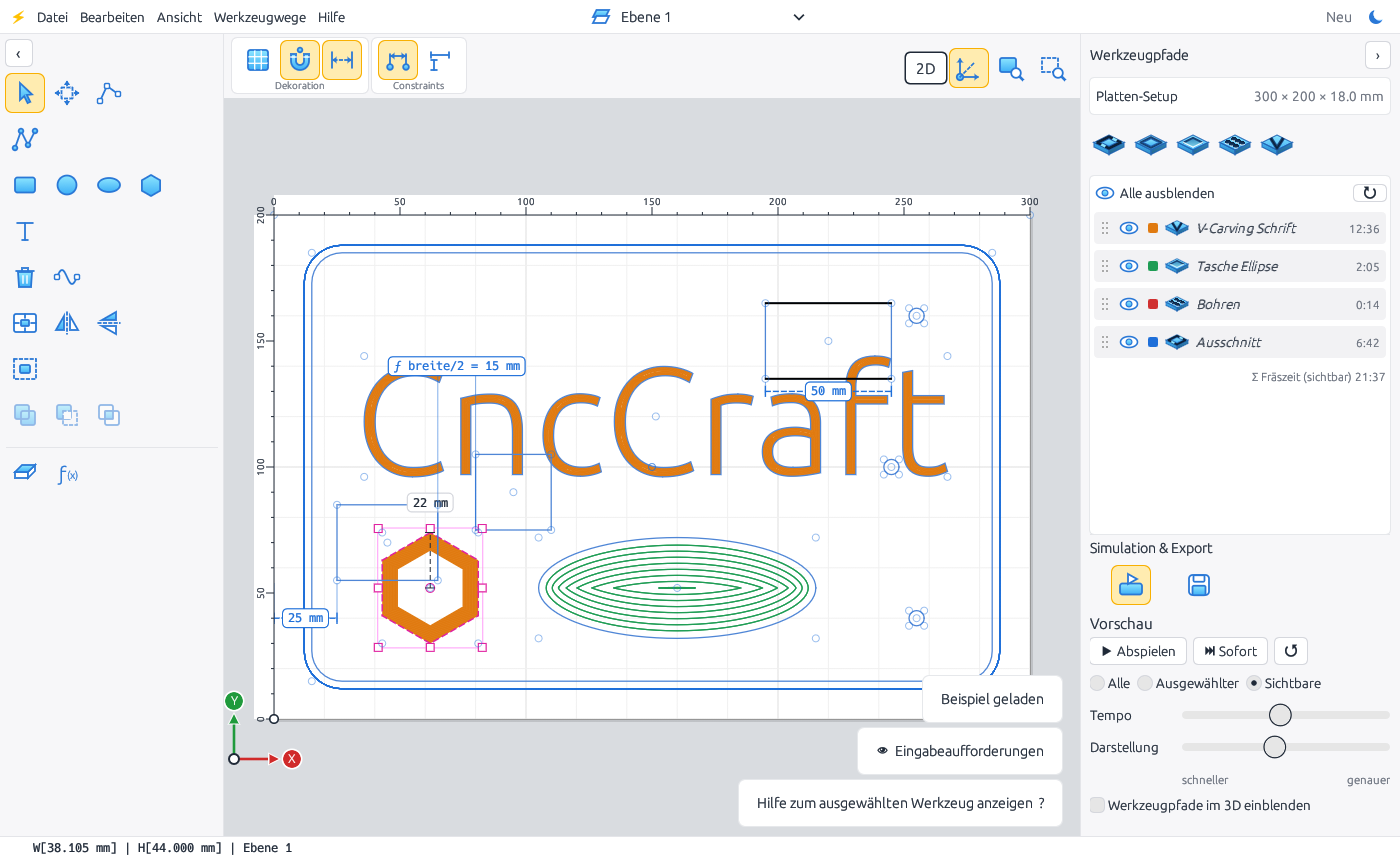 Datei Bearbeiten Ansicht Werkzeugwege Hilfe
Ebene 1
Neu
Dekoration
Constraints
2D
Werkzeugpfade
Platten-Setup 300 × 200 × 18.0 mm
Alle ausblenden
V-Carving Schrift 12:36
Tasche Ellipse 2:05
Bohren 0:14
Ausschnitt 6:42
Σ Fräszeit (sichtbar) 21:37
0 50 100 150 200 250 300
200
150
100
50
0
ƒ breite/2 = 15 mm
50 mm
CncCraft
22 mm
25 mm
f(x)
Y
X
Beispiel geladen
Eingabeaufforderungen
Hilfe zum ausgewählten Werkzeug anzeigen ?
Simulation & Export
Vorschau
Abspielen Sofort
Alle Ausgewählter Sichtbare
Tempo
Darstellung
schneller genauer
Werkzeugpfade im 3D einblenden
W[38.105 mm] | H[44.000 mm] | Ebene 1